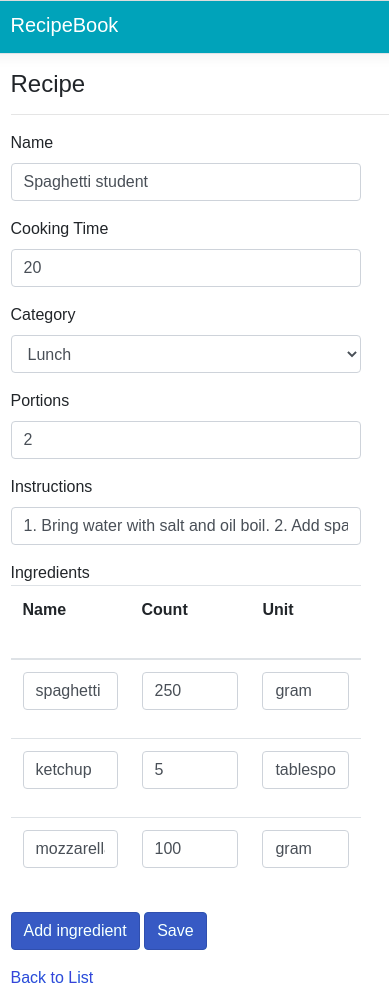 RecipeBook
Recipe
Name
Spaghetti student
Cooking Time
20
Category
Lunch
Portions
2
Instructions
1. Bring water with salt and oil boil. 2. Add spa
Ingredients
Name Count Unit
spaghetti 250 gram
ketchup 5 tablespo
mozzarell 100 gram
Add ingredient Save
Back to List